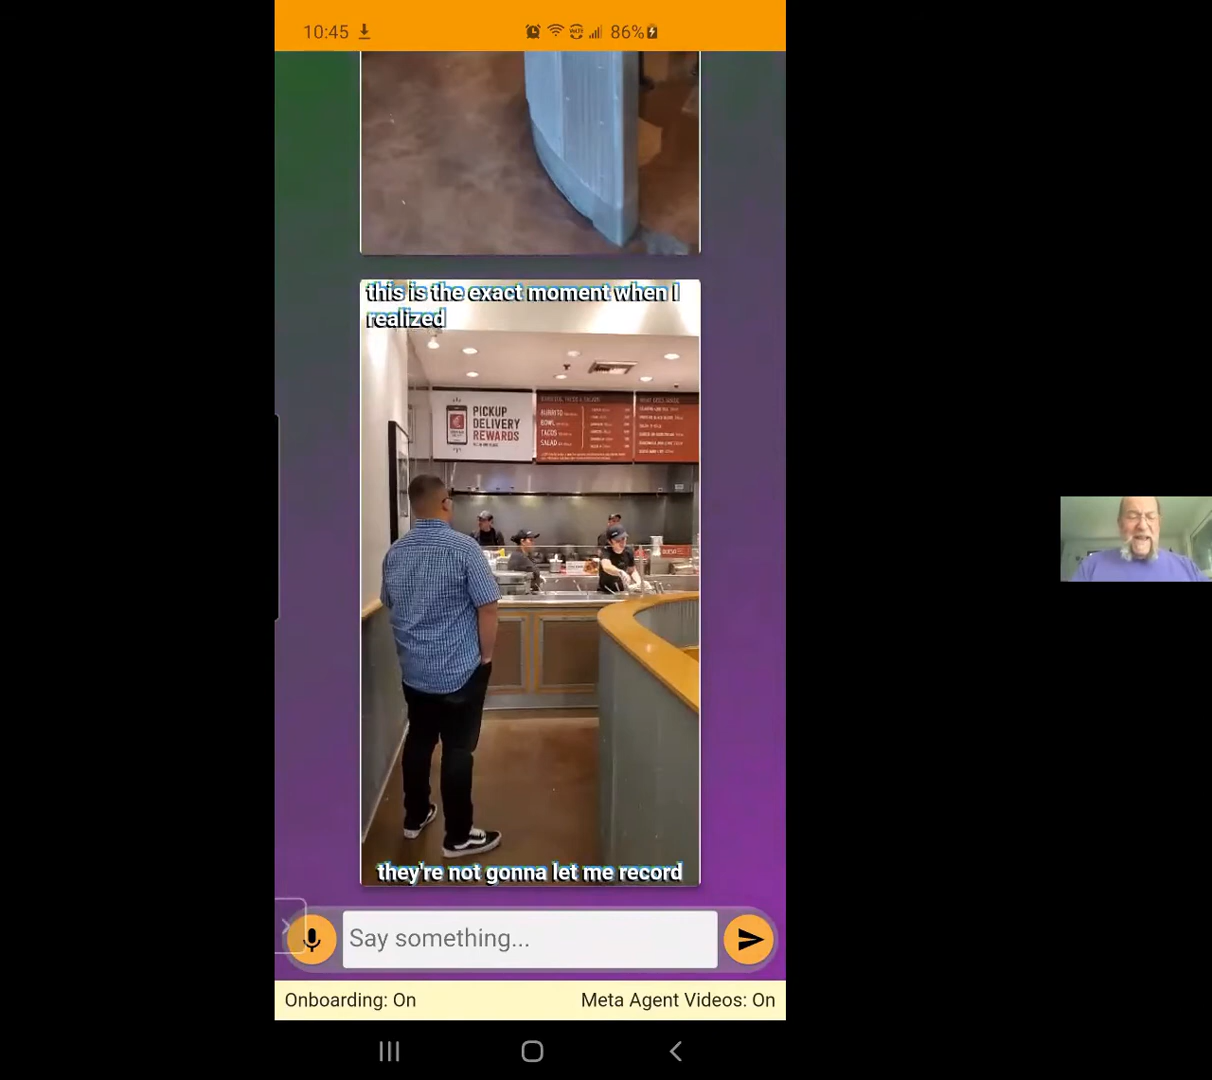 10:45 86%
this is the exact moment when I
realized
PICKUP
DELIVERY
REWARDS
BURRITO
BOWL
TACOS
SALAD
they're not gonna let me record
Say something...
Onboarding: On Meta Agent Videos: On